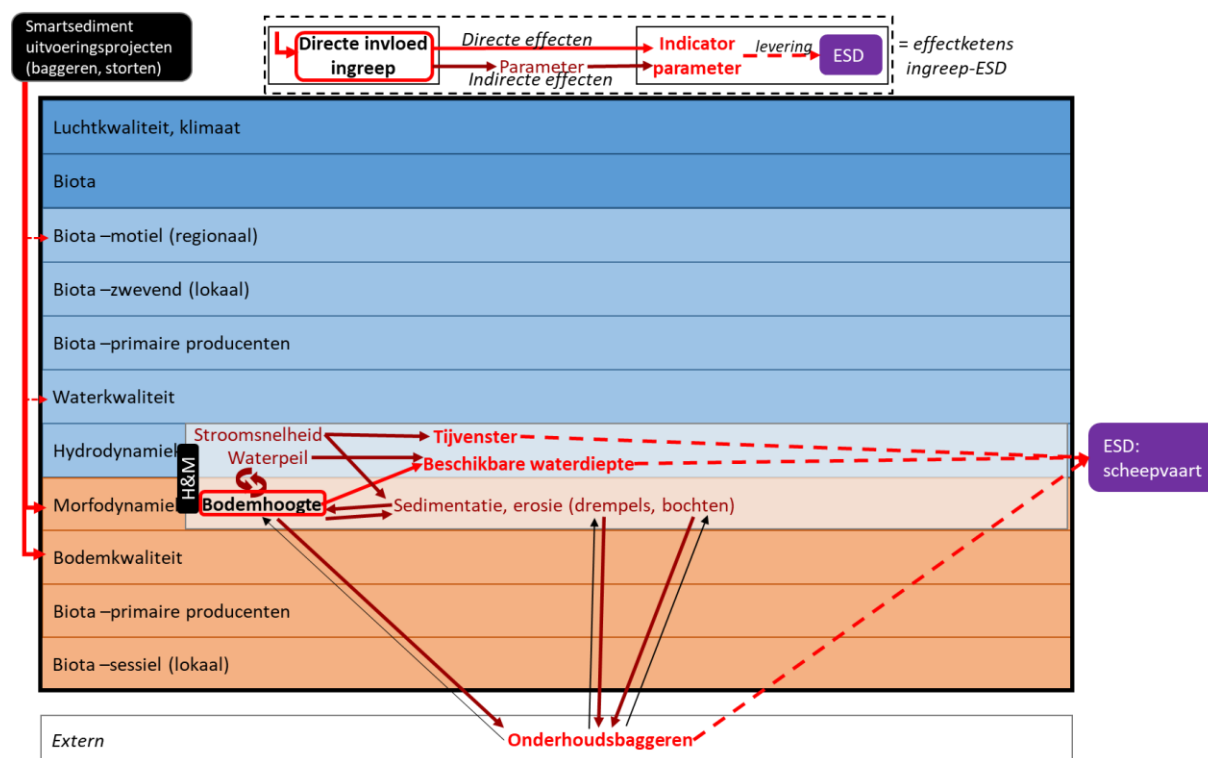 Smartsediment
uitvoeringsprojecten
(baggeren, storten)
Directe invloed
ingreep
Directe effecten
Parameter
Indirecte effecten
Indicator
parameter
levering
ESD
= effectketens
ingreep-ESD
Luchtkwaliteit, klimaat
Biota
Biota –motiel (regionaal)
Biota –zwevend (lokaal)
Biota –primaire producenten
Waterkwaliteit
Hydrodynamiek
H&M
Stroomsnelheid
Waterpeil
Tijvenster
Beschikbare waterdiepte
ESD:
scheepvaart
Morfodynamiek
Bodemhoogte
Sedimentatie, erosie (drempels, bochten)
Bodemkwaliteit
Biota –primaire producenten
Biota –sessiel (lokaal)
Extern
Onderhoudsbaggeren